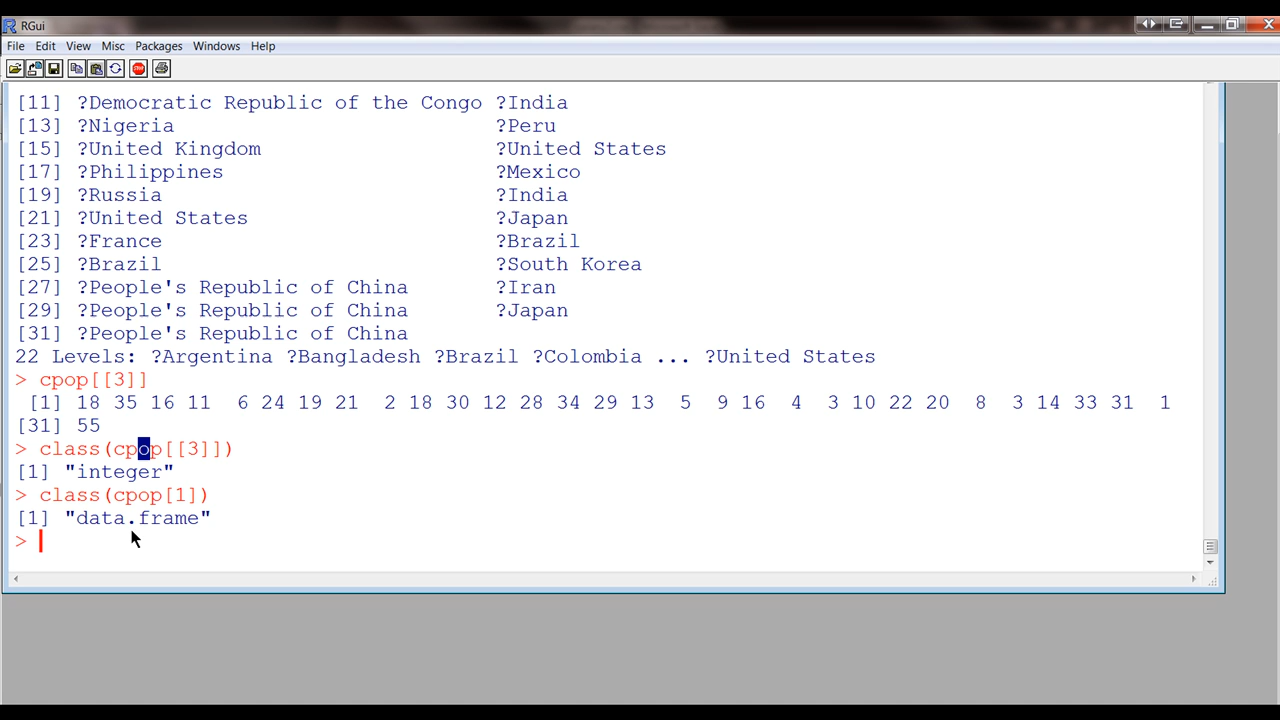 RGui
File Edit View Misc Packages Windows Help
STOP
[11] ?Democratic Republic of the Congo ?India
[13] ?Nigeria ?Peru
[15] ?United Kingdom ?United States
[17] ?Philippines ?Mexico
[19] ?Russia ?India
[21] ?United States ?Japan
[23] ?France ?Brazil
[25] ?Brazil ?South Korea
[27] ?People's Republic of China ?Iran
[29] ?People's Republic of China ?Japan
[31] ?People's Republic of China
22 Levels: ?Argentina ?Bangladesh ?Brazil ?Colombia ... ?United States
> cpop[[3]]
[1] 18 35 16 11 6 24 19 21 2 18 30 12 28 34 29 13 5 9 16 4 3 10 22 20 8 3 14 33 31 1
[31] 55
> class(cpop[[3]])
[1] "integer"
> class(cpop[1])
[1] "data.frame"
>